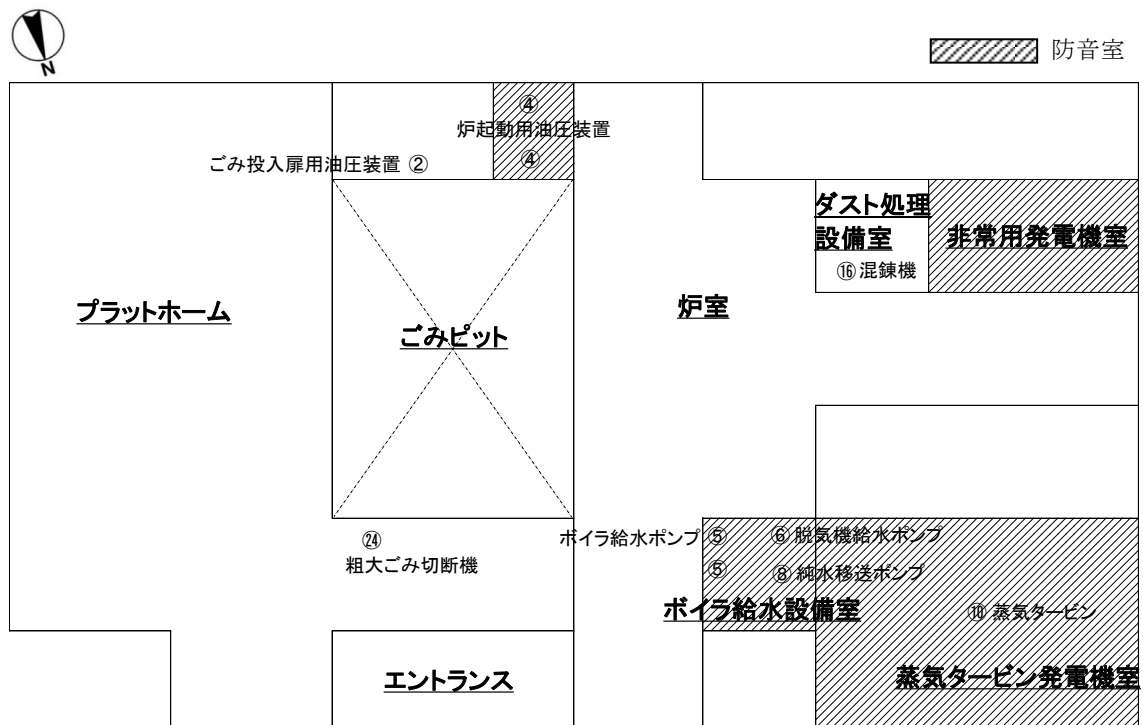 N
防音室
④
炉起動用油圧装置
ごみ投入扉用油圧装置 ②
④
ダスト処理
設備室
非常用発電機室
⑯ 混錬機
プラットホーム
ごみピット
炉室
㉔
粗大ごみ切断機
ボイラ給水ポンプ ⑤
⑥ 脱気機給水ポンプ
⑤
⑧ 純水移送ポンプ
ボイラ給水設備室
⑩ 蒸気タービン
エントランス
蒸気タービン発電機室